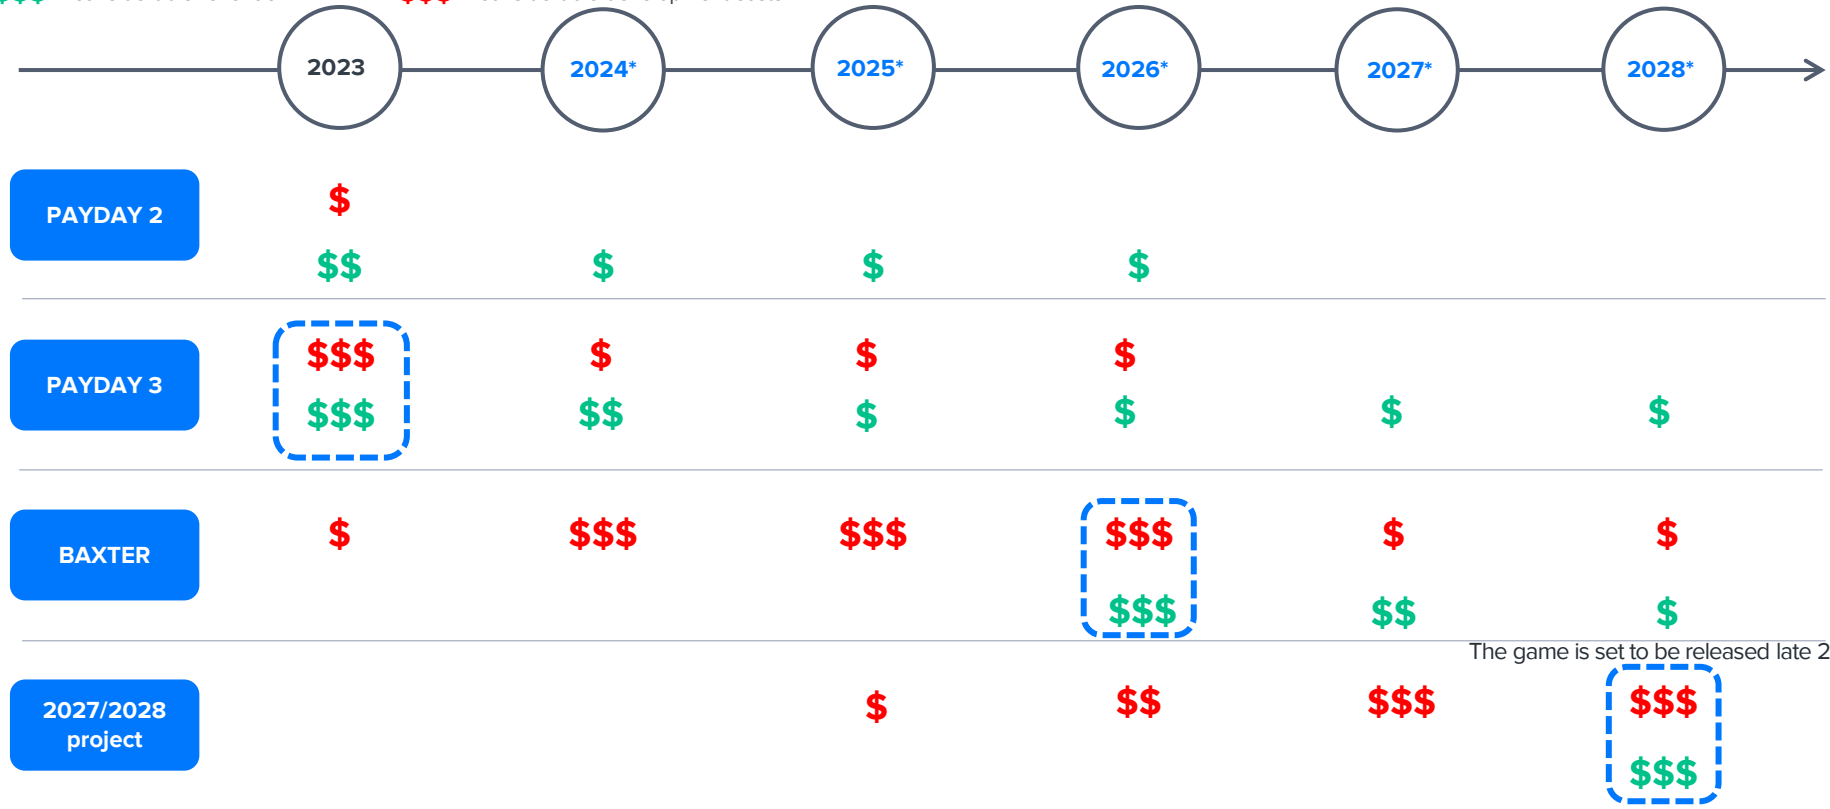 $$$
$$$
2023 2024* 2025* 2026* 2027* 2028*
$
PAYDAY 2
$$ $ $ $
$$$ $ $ $
PAYDAY 3
$$$ $$ $ $ $ $
$ $$$ $$$ $$$ $ $
BAXTER
$$$ $$ $
The game is set to be released late 2
$ $$ $$$ $$$
2027/2028
project
$$$